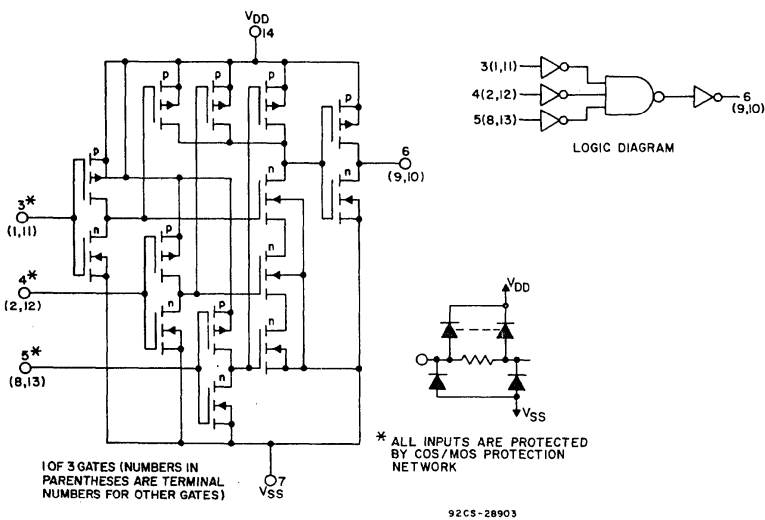 VDD
14
p
p
p
p
3(1,11)
4(2,12)
5(8,13)
6
(9,10)
LOGIC DIAGRAM
p
6
(9,10)
n
n
3*
(1,11)
n
p
4*
(2,12)
n
n
p
n
5*
(8,13)
n
VDD
VSS
* ALL INPUTS ARE PROTECTED
BY COS/MOS PROTECTION
NETWORK
1 OF 3 GATES (NUMBERS IN
PARENTHESES ARE TERMINAL
NUMBERS FOR OTHER GATES)
7
VSS
92CS-28903